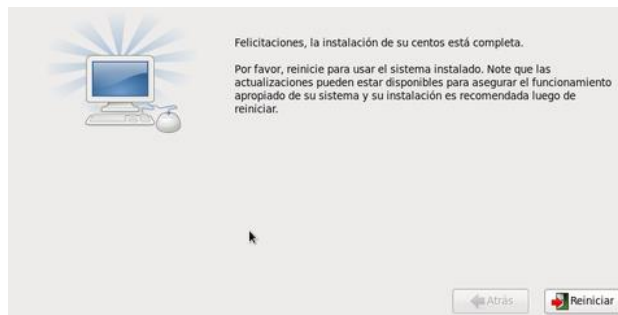 Felicitaciones, la instalación de su centos está completa.
Por favor, reinicie para usar el sistema instalado. Note que las
actualizaciones pueden estar disponibles para asegurar el funcionamiento
apropiado de su sistema y su instalación es recomendada luego de
reiniciar.
Atrás
Reiniciar